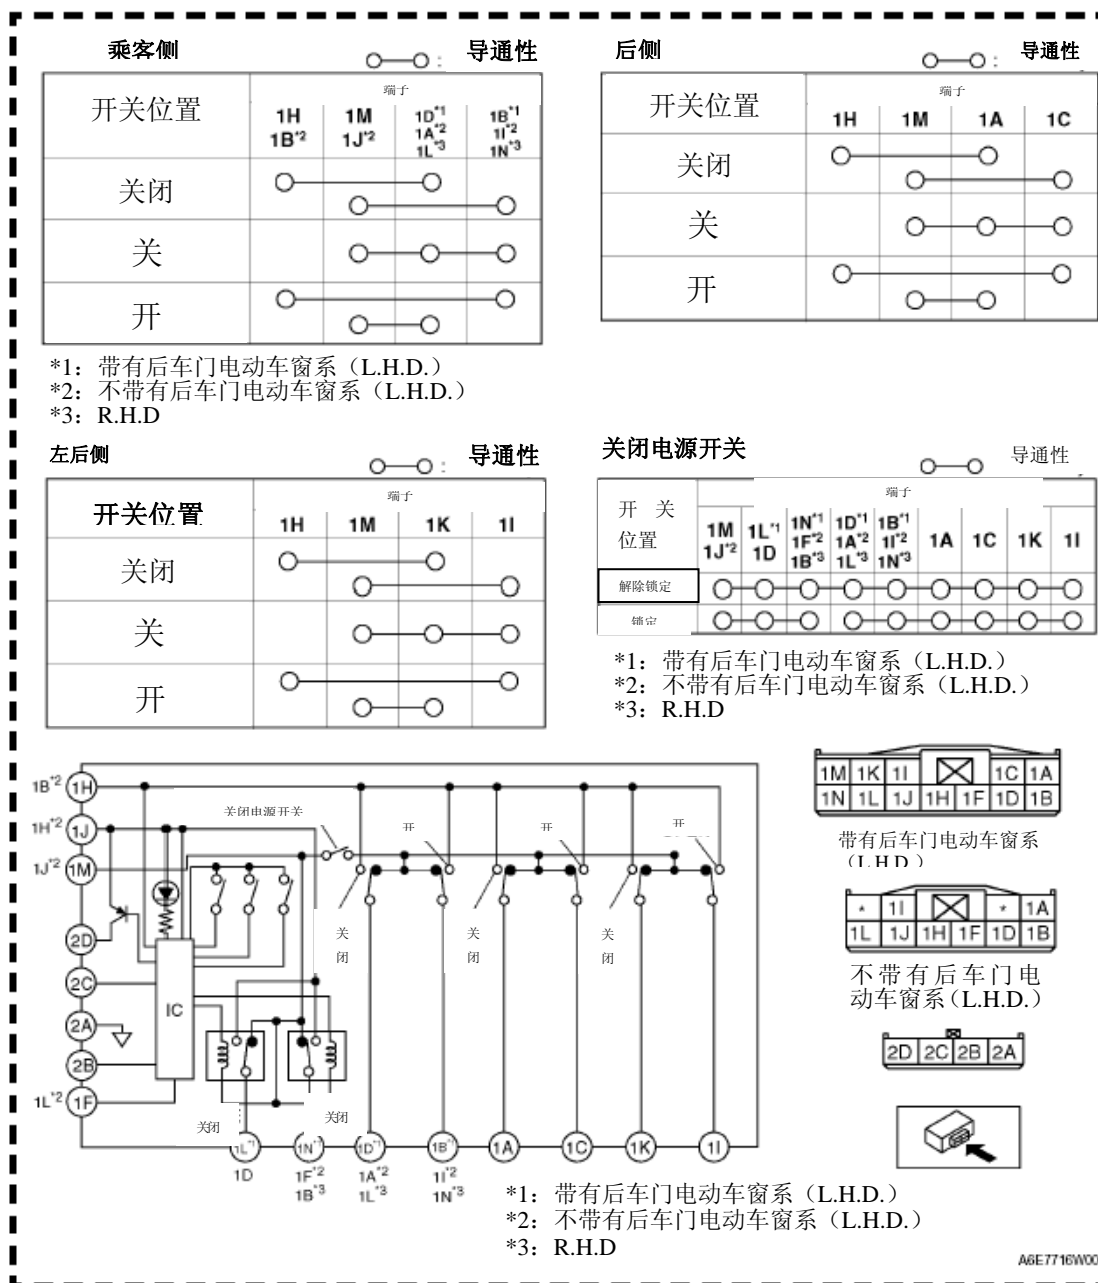 乘客侧
导通性
开关位置
端子
1H 1M 1D*1 1B*1
1B*2 1J*2 1A*2 1I*2
1L*3 1N*3
关闭
关
开
*1：带有后车门电动车窗系（L.H.D.）
*2：不带有后车门电动车窗系（L.H.D.）
*3：R.H.D
后侧
: 导通性
开关位置
端子
1H 1M 1A 1C
关闭
关
开
左后侧
: 导通性
开关位置
端子
1H 1M 1K 1I
关闭
关
开
关闭电源开关
导通性
开 关
位置
端子
1M 1L*1 1N*1 1D*1 1B*1 1A 1C 1K 1I
1J*2 1D 1F*2 1A*2 1I*2
1B*3 1L*3 1N*3
解除锁定
锁定
*1：带有后车门电动车窗系（L.H.D.）
*2：不带有后车门电动车窗系（L.H.D.）
*3：R.H.D
1B*2 1H
1H*2 1J
1J*2 1M
2D
2C
2A
2B
1L*2 1F
IC
关闭电源开关
开
开
开
关
闭
关
闭
关
闭
关闭
关闭
1L*1 1N*1 1D*1 1B*1 1A 1C 1K 1I
1D 1F*2 1A*2 1I*2
1B*3 1L*3 1N*3
1M 1K 1I 1C 1A
1N 1L 1J 1H 1F 1D 1B
带有后车门电动车窗系
（L.H.D.）
* 1I * 1A
1L 1J 1H 1F 1D 1B
不带有后车门电
动车窗系（L.H.D.）
2D 2C 2B 2A
*1：带有后车门电动车窗系（L.H.D.）
*2：不带有后车门电动车窗系（L.H.D.）
*3：R.H.D
A6E7716W00